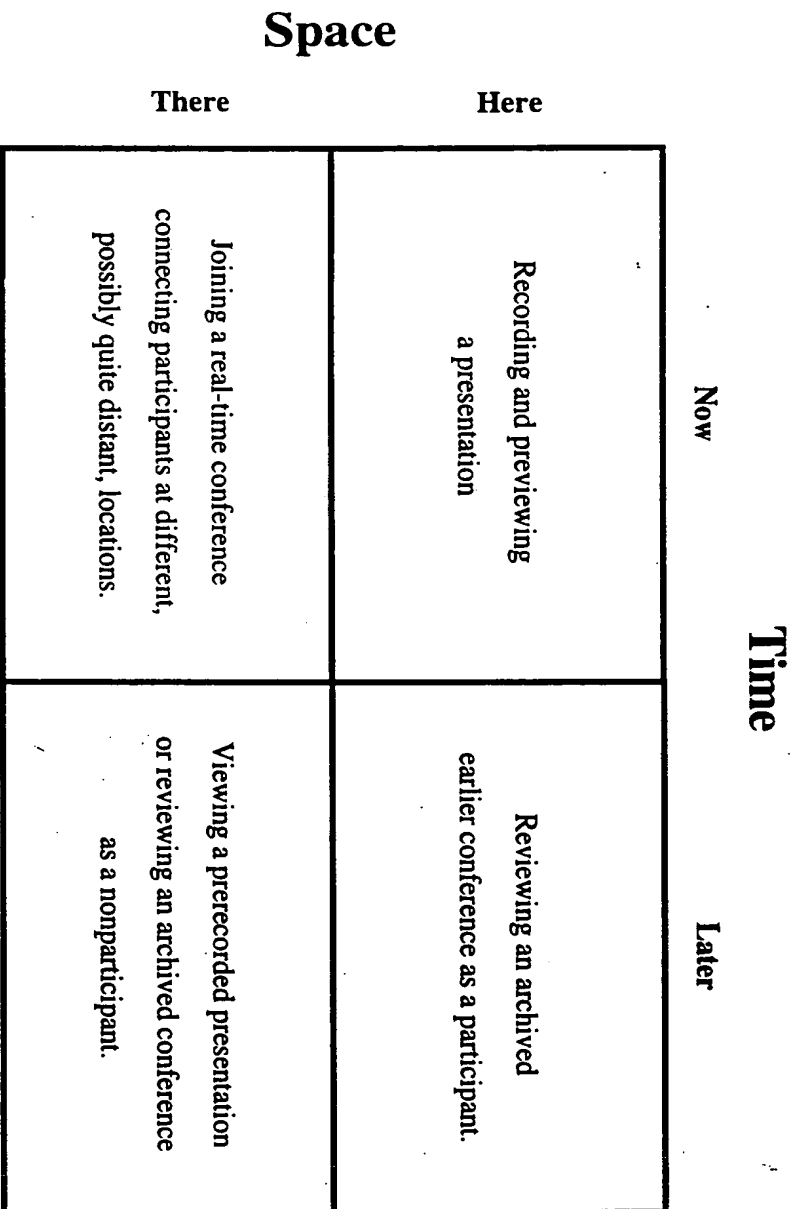 Space
There
Here
Time
Now
Later
Recording and previewing
a presentation
Reviewing an archived
earlier conference as a participant.
Joining a real-time conference
connecting participants at different,
possibly quite distant, locations.
Viewing a prerecorded presentation
or reviewing an archived conference
as a nonparticipant.